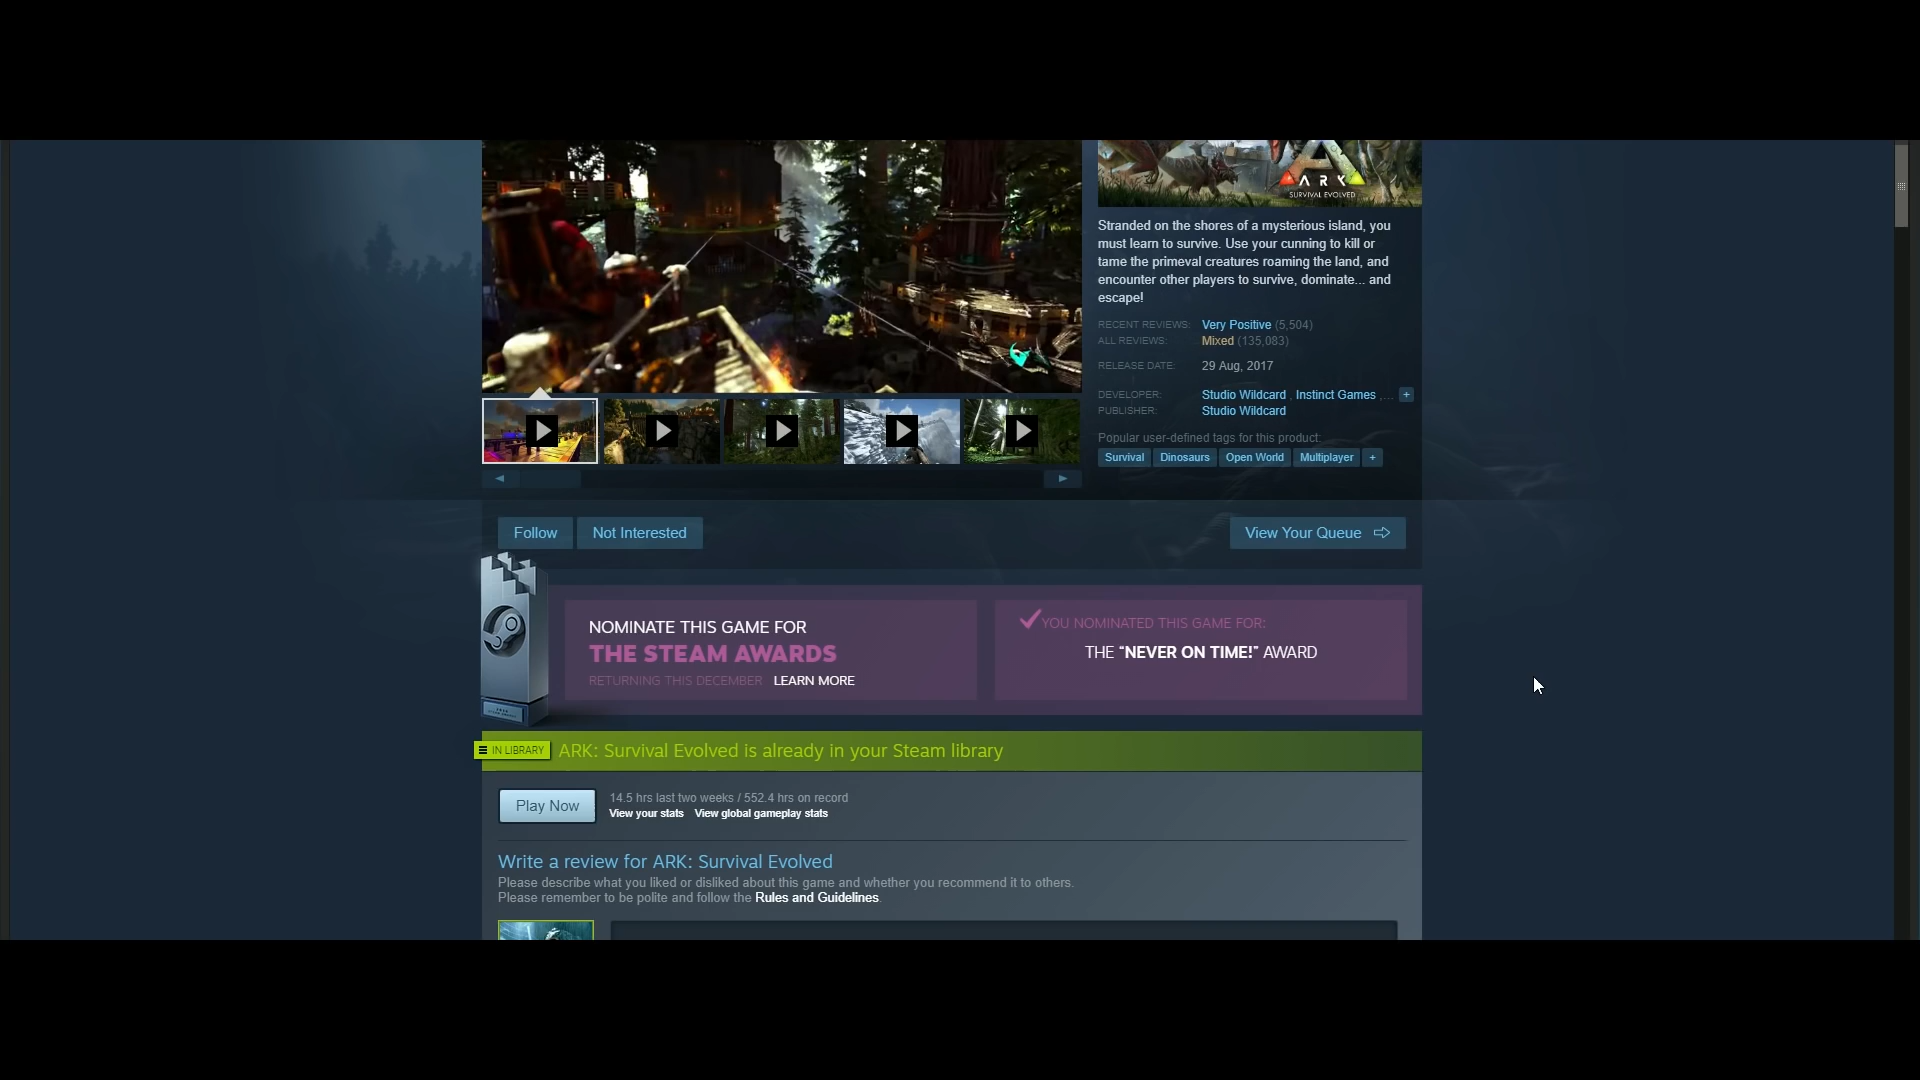 ARK
SURVIVAL EVOLVED
Stranded on the shores of a mysterious island, you
must learn to survive. Use your cunning to kill or
tame the primeval creatures roaming the land, and
encounter other players to survive, dominate... and
escape!
RECENT REVIEWS: Very Positive (5,504)
ALL REVIEWS: Mixed (135,083)
RELEASE DATE: 29 Aug, 2017
DEVELOPER: Studio Wildcard , Instinct Games ,... +
PUBLISHER: Studio Wildcard
Popular user-defined tags for this product:
Survival Dinosaurs Open World Multiplayer +
Follow Not Interested View Your Queue
NOMINATE THIS GAME FOR
THE STEAM AWARDS
RETURNING THIS DECEMBER LEARN MORE
YOU NOMINATED THIS GAME FOR:
THE "NEVER ON TIME!" AWARD
IN LIBRARY ARK: Survival Evolved is already in your Steam library
Play Now
14.5 hrs last two weeks / 552.4 hrs on record
View your stats View global gameplay stats
Write a review for ARK: Survival Evolved
Please describe what you liked or disliked about this game and whether you recommend it to others.
Please remember to be polite and follow the Rules and Guidelines.